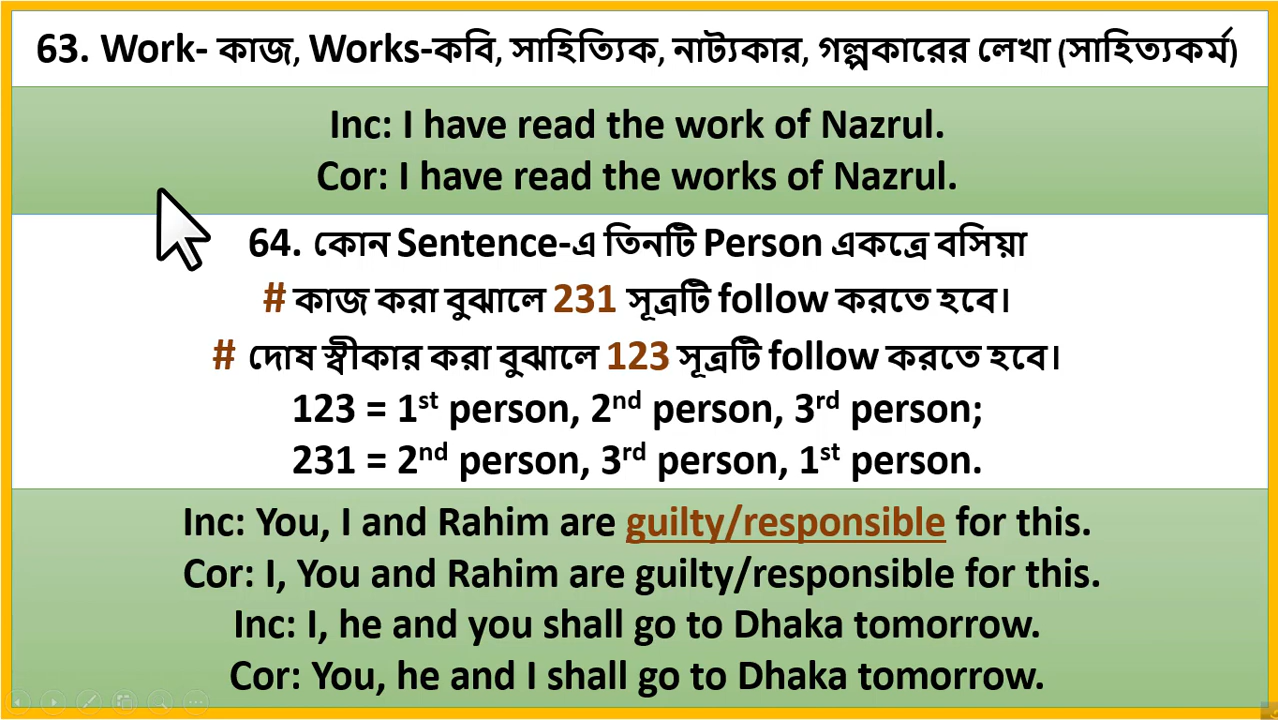 63. Work- কাজ, Works-কবি, সাহিত্যিক, নাট্যকার, গল্পকারের লেখা (সাহিত্যকর্ম)
Inc: I have read the work of Nazrul.
Cor: I have read the works of Nazrul.
64. কোন Sentence-এ তিনটি Person একত্রে বসিয়া
# কাজ করা বুঝালে 231 সূত্রটি follow করতে হবে।
# দোষ স্বীকার করা বুঝালে 123 সূত্রটি follow করতে হবে।
123 = 1st person, 2nd person, 3rd person;
231 = 2nd person, 3rd person, 1st person.
Inc: You, I and Rahim are guilty/responsible for this.
Cor: I, You and Rahim are guilty/responsible for this.
Inc: I, he and you shall go to Dhaka tomorrow.
Cor: You, he and I shall go to Dhaka tomorrow.